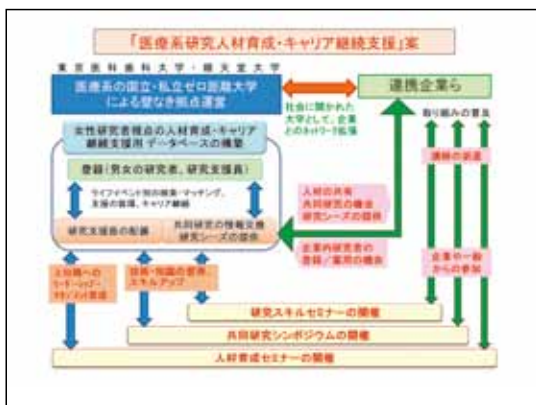 「医療系研究人材育成・キャリア継続支援」案
東京医科歯科大学・順天堂大学
医療系の国立・私立ゼロ距離大学
による壁なき拠点運営
連携企業ら
社会に開かれた
大学として、企業
とのネットワーク拡張
取り組みの普及
女性研究者視点の人材育成・キャリア
継続支援用 データベースの構築
講師の派遣
登録(男女の研究者、研究支援員)
ライフイベント別の検索・マッチング、
支援の循環、キャリア継続
人材の共有
共同研究の機会
研究シーズの提供
研究支援員の配備
共同研究の情報交換
研究シーズの提供
企業内研究者の
登録/雇用の機会
企業や一般
からの参加
上位職への
リーダーシップ・
マネジメント育成
技術・知識の習得、
スキルアップ
研究スキルセミナーの開催
共同研究シンポジウムの開催
人材育成セミナーの開催